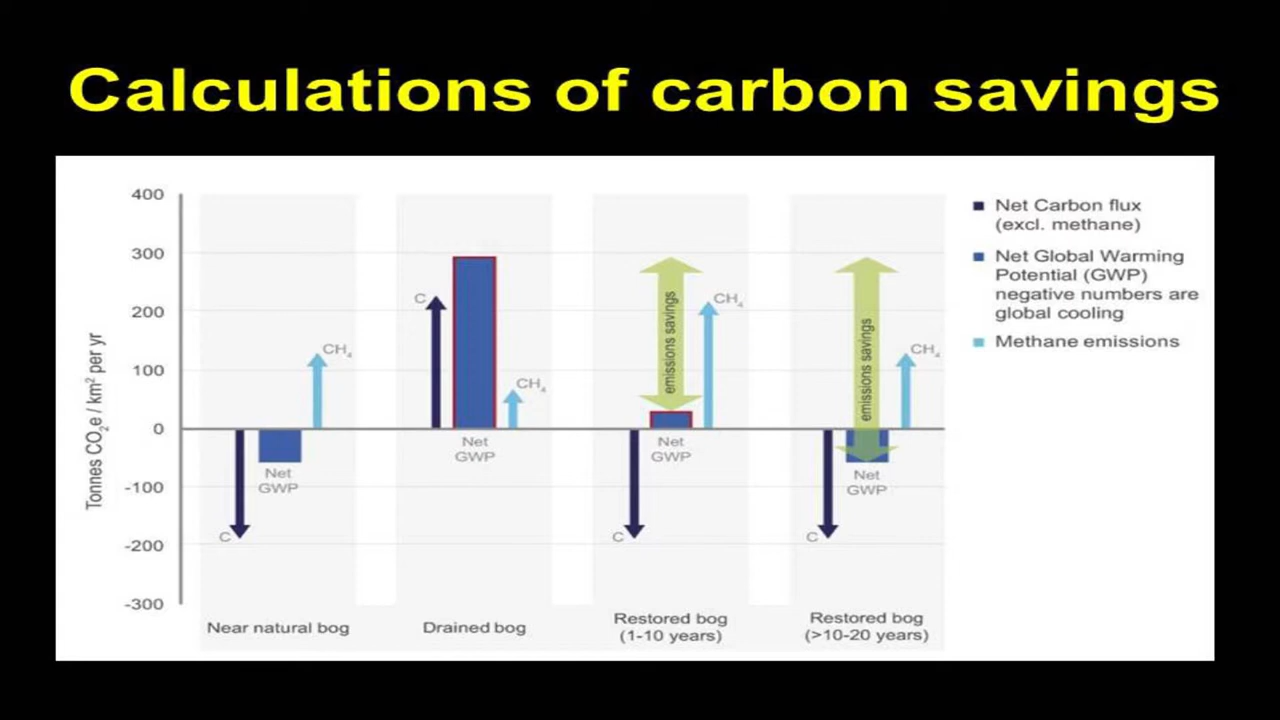 Calculations of carbon savings
400
300
200
100
0
-100
-200
-300
Tonnes CO₂e / km² per yr
C
Net
GWP
CH₄
C
Net
GWP
CH₄
C
emissions savings
Net
GWP
CH₄
C
emissions savings
Net
GWP
CH₄
Near natural bog
Drained bog
Restored bog
(1-10 years)
Restored bog
(>10-20 years)
Net Carbon flux
(excl. methane)
Net Global Warming
Potential (GWP)
negative numbers are
global cooling
Methane emissions